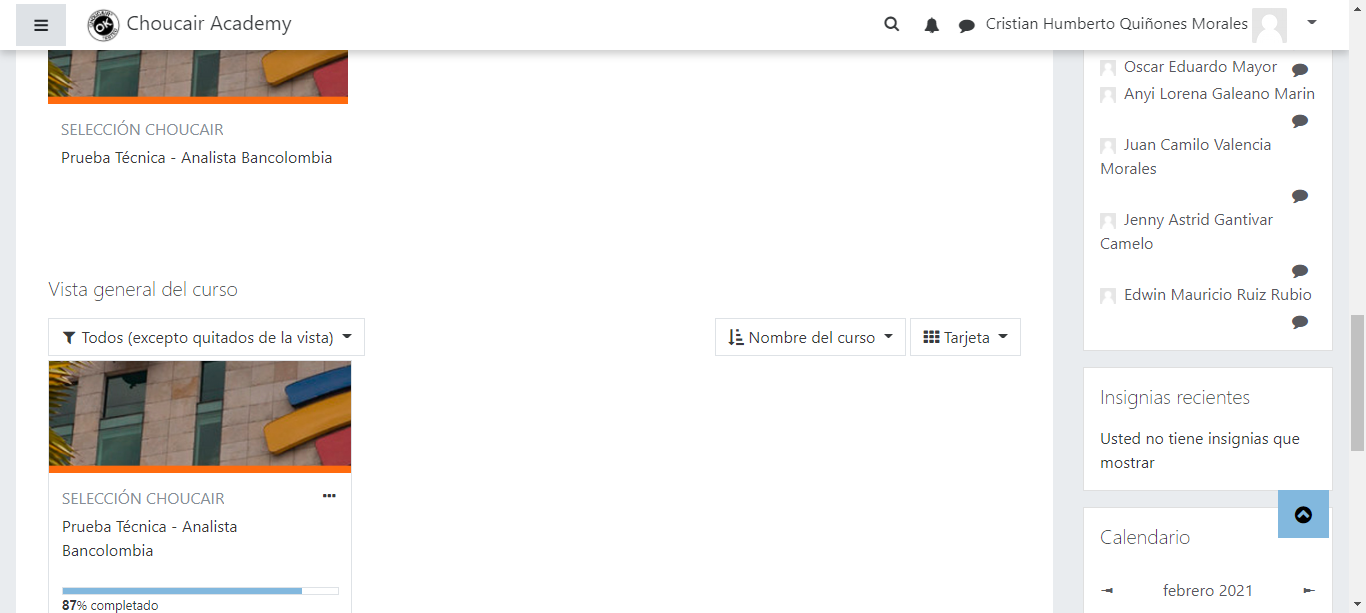 Choucair Academy
Cristian Humberto Quiñones Morales
SELECCIÓN CHOUCAIR
Prueba Técnica - Analista Bancolombia
Vista general del curso
Todos (excepto quitados de la vista)
Nombre del curso
Tarjeta
SELECCIÓN CHOUCAIR
Prueba Técnica - Analista
Bancolombia
87% completado
Oscar Eduardo Mayor
Anyi Lorena Galeano Marin
Juan Camilo Valencia
Morales
Jenny Astrid Gantivar
Camelo
Edwin Mauricio Ruiz Rubio
Insignias recientes
Usted no tiene insignias que
mostrar
Calendario
febrero 2021